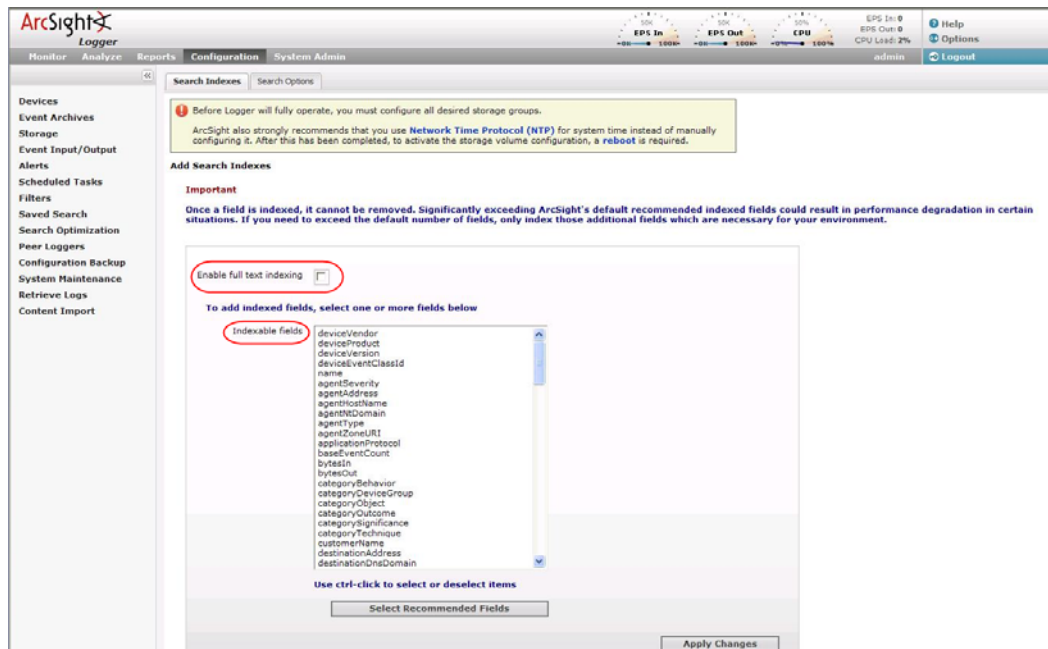 ArcSight
Logger
50K
50K
50%
EPS In
EPS Out
CPU
0K 100K
0K 100K
0% 100%
EPS In: 0
EPS Out: 0
CPU Load: 2%
Help
Options
Monitor Analyze Reports Configuration System Admin
admin
Logout
Search Indexes Search Options
Devices
Event Archives
Storage
Event Input/Output
Alerts
Scheduled Tasks
Filters
Saved Search
Search Optimization
Peer Loggers
Configuration Backup
System Maintenance
Retrieve Logs
Content Import
Before Logger will fully operate, you must configure all desired storage groups.
ArcSight also strongly recommends that you use Network Time Protocol (NTP) for system time instead of manually
configuring it. After this has been completed, to activate the storage volume configuration, a reboot is required.
Add Search Indexes
Important
Once a field is indexed, it cannot be removed. Significantly exceeding ArcSight's default recommended indexed fields could result in performance degradation in certain
situations. If you need to exceed the default number of fields, only index those additional fields which are necessary for your environment.
Enable full text indexing
To add indexed fields, select one or more fields below
Indexable fields
deviceVendor
deviceProduct
deviceVersion
deviceEventClassId
name
agentSeverity
agentAddress
agentHostName
agentNtDomain
agentType
agentZoneURI
applicationProtocol
baseEventCount
bytesIn
bytesOut
categoryBehavior
categoryDeviceGroup
categoryObject
categoryOutcome
categorySignificance
categoryTechnique
customerName
destinationAddress
destinationDnsDomain
Use ctrl-click to select or deselect items
Select Recommended Fields
Apply Changes